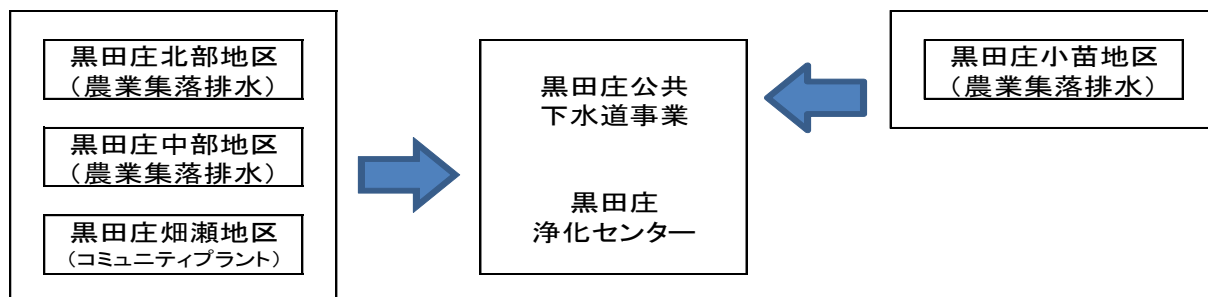 黒田庄北部地区
（農業集落排水）
黒田庄中部地区
（農業集落排水）
黒田庄畑瀬地区
（コミュニティプラント）
黒田庄公共
下水道事業
黒田庄
浄化センター
黒田庄小苗地区
（農業集落排水）